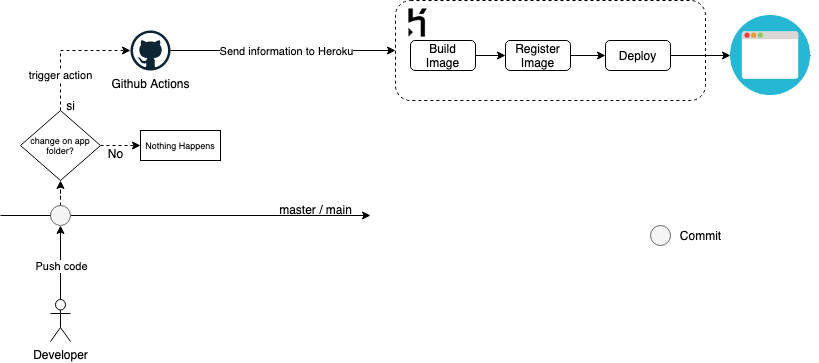 Build
Image
Register
Image
Deploy
Send information to Heroku
trigger action
Github Actions
si
change on app
folder?
No
Nothing Happens
master / main
Commit
Push code
Developer